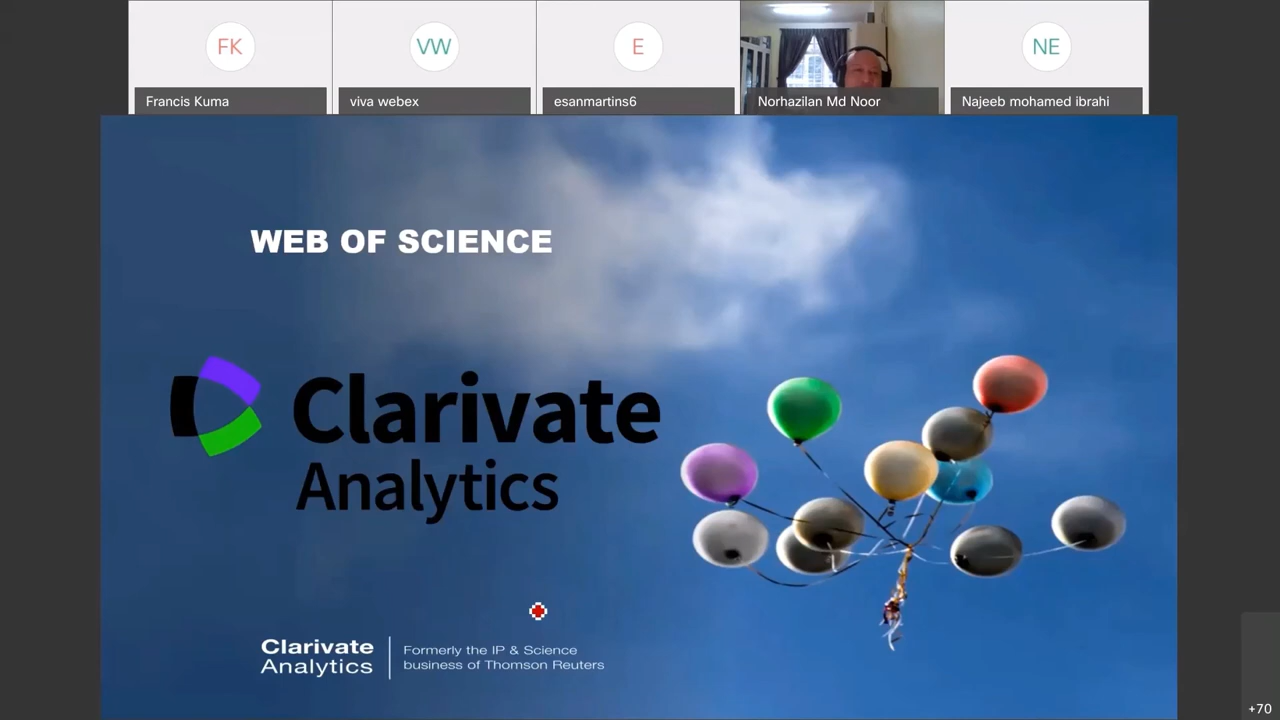 FK
Francis Kuma
VW
viva webex
E
esanmartins6
Norhazilan Md Noor
NE
Najeeb mohamed ibrahi
WEB OF SCIENCE
Clarivate
Analytics
Clarivate
Analytics
Formerly the IP & Science
business of Thomson Reuters
+70